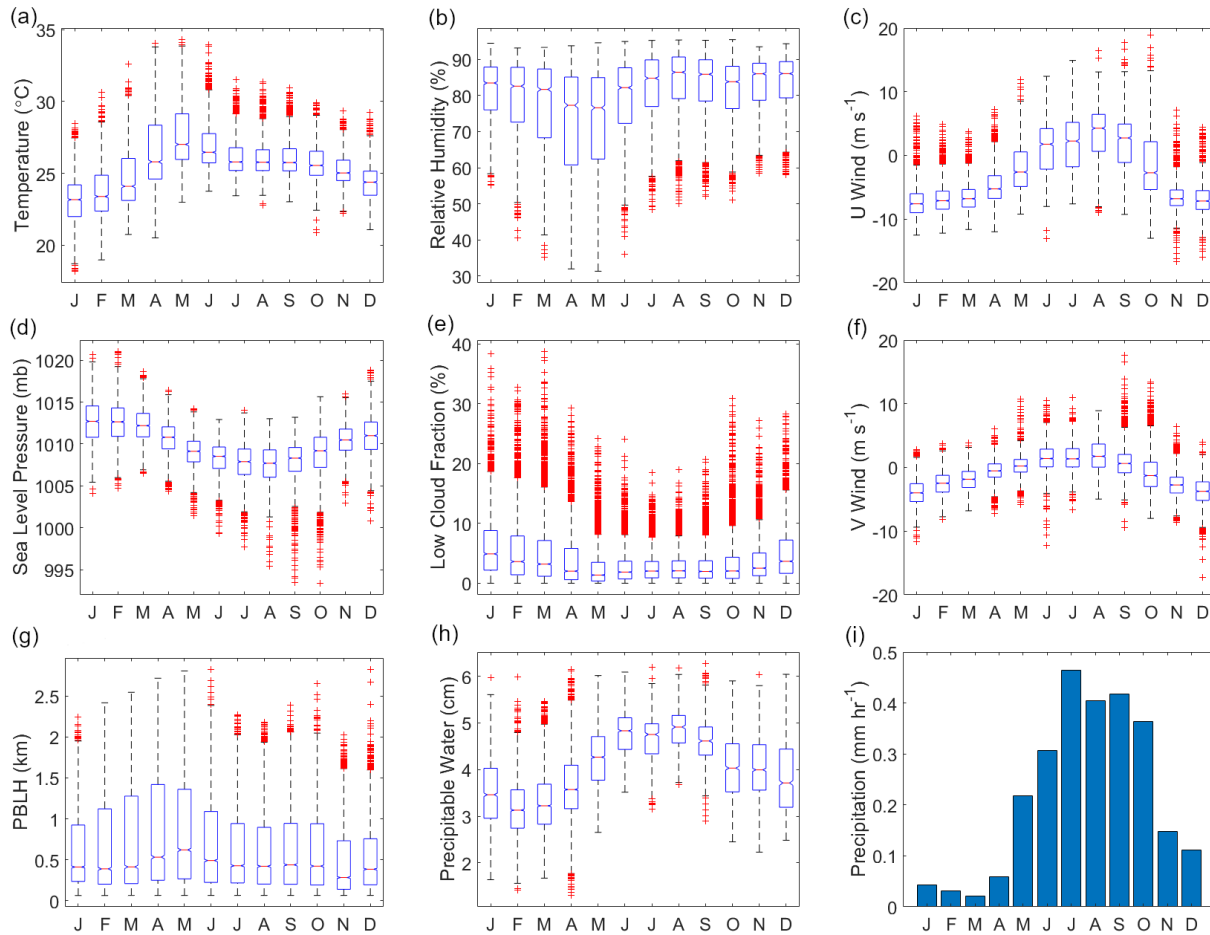 (a)
Temperature (°C)
35
30
25
20
J F M A M J J A S O N D
(b)
Relative Humidity (%)
90
80
70
60
50
40
30
J F M A M J J A S O N D
(c)
U Wind (m s⁻¹)
20
10
0
-10
-20
J F M A M J J A S O N D
(d)
Sea Level Pressure (mb)
1020
1015
1010
1005
1000
995
J F M A M J J A S O N D
(e)
Low Cloud Fraction (%)
40
30
20
10
0
J F M A M J J A S O N D
(f)
V Wind (m s⁻¹)
20
10
0
-10
-20
J F M A M J J A S O N D
(g)
PBLH (km)
2.5
2
1.5
1
0.5
0
J F M A M J J A S O N D
(h)
Precipitable Water (cm)
6
5
4
3
2
J F M A M J J A S O N D
(i)
Precipitation (mm hr⁻¹)
0.5
0.4
0.3
0.2
0.1
0
J F M A M J J A S O N D